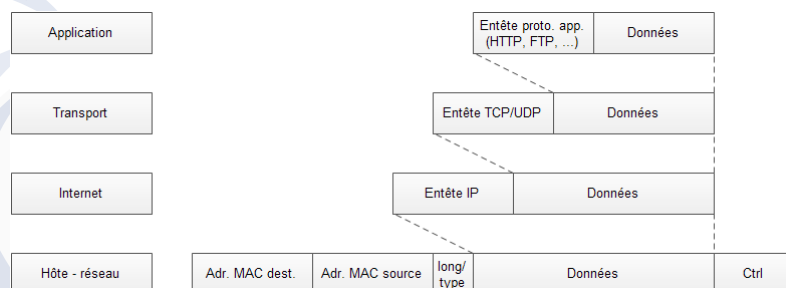 Application
Entête proto. app.
(HTTP, FTP, ...)
Données
Transport
Entête TCP/UDP
Données
Internet
Entête IP
Données
Hôte - réseau
Adr. MAC dest.
Adr. MAC source
long/
type
Données
Ctrl